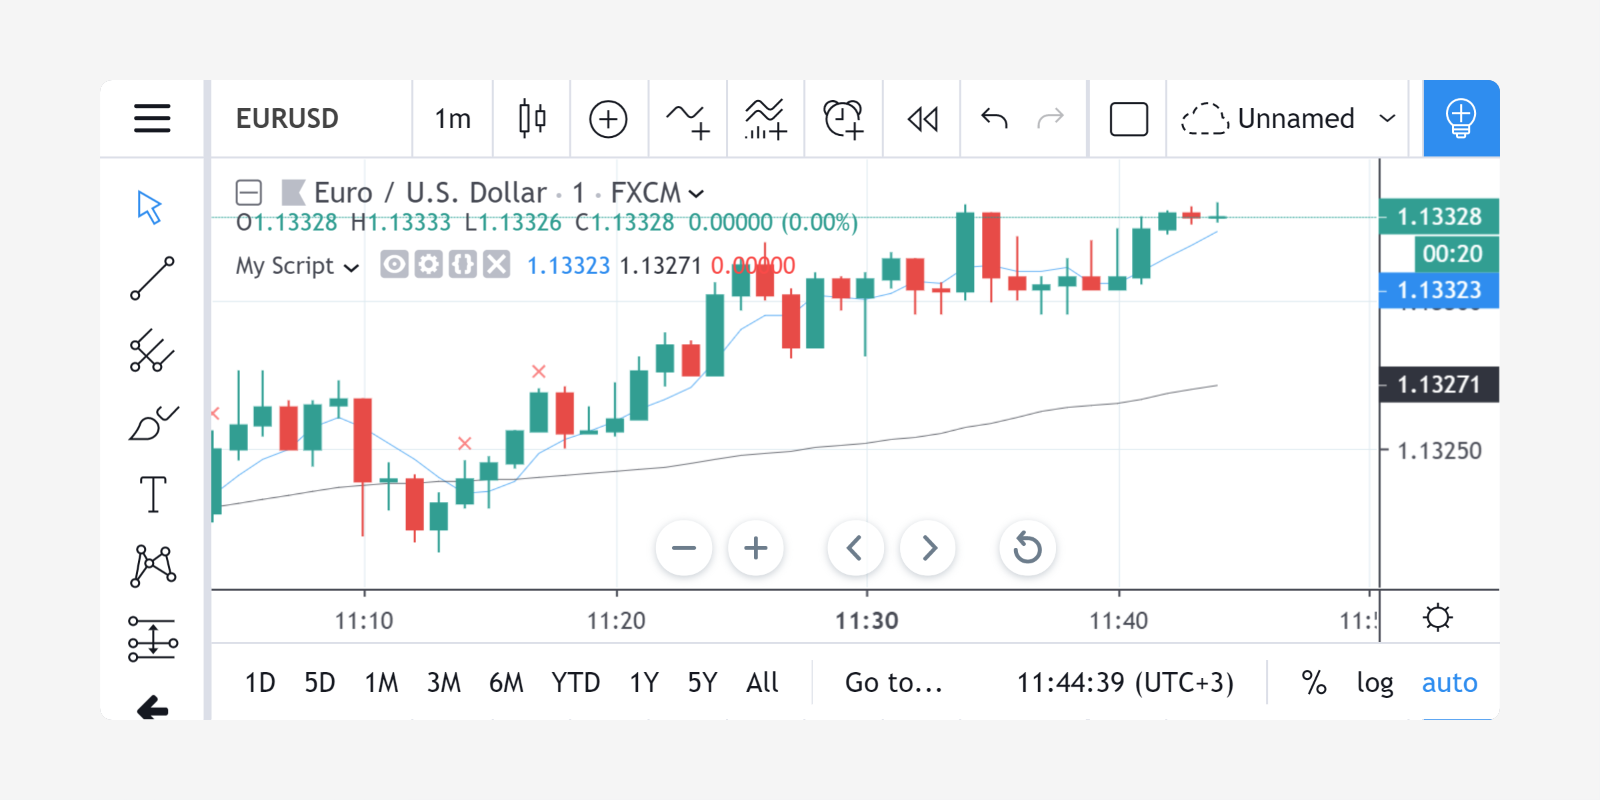 EURUSD 1m Unnamed
Euro / U.S. Dollar · 1 · FXCM
O1.13328 H1.13333 L1.13326 C1.13328 0.00000 (0.00%)
My Script 1.13323 1.13271 0.00000
1.13328
00:20
1.13323
1.13271
1.13250
T
11:10 11:20 11:30 11:40
1D 5D 1M 3M 6M YTD 1Y 5Y All Go to... 11:44:39 (UTC+3) % log auto